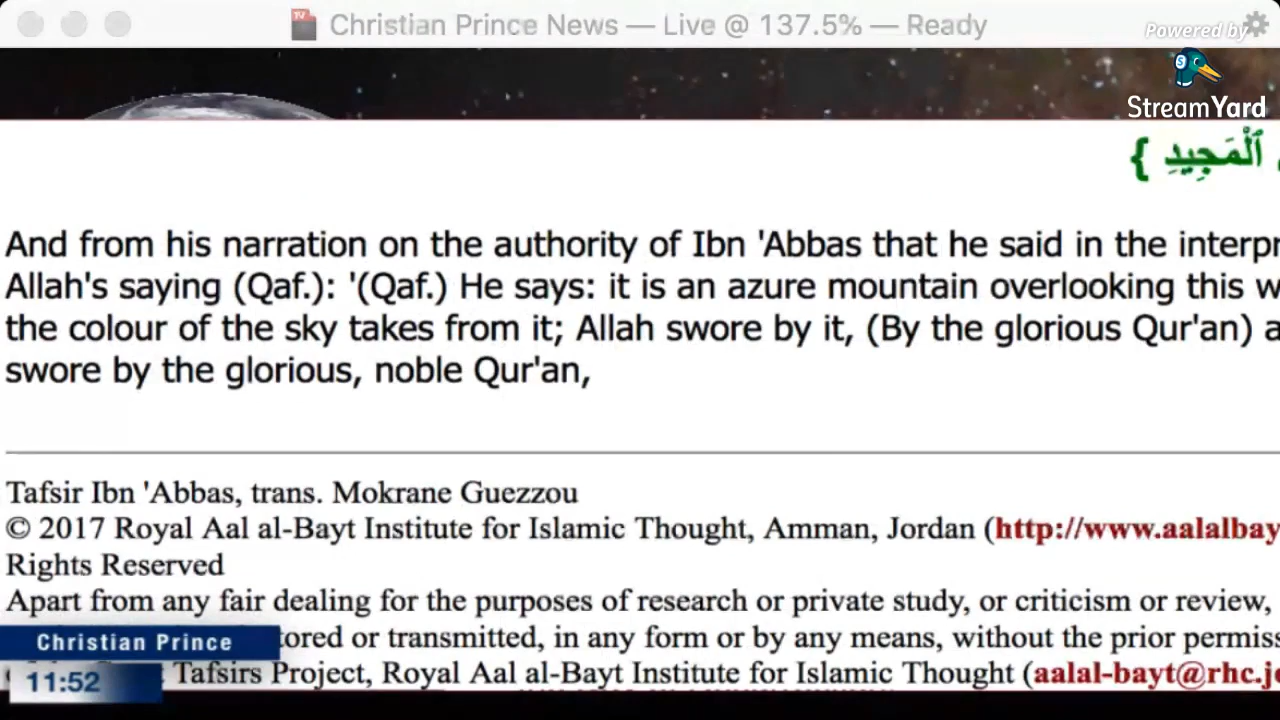 Christian Prince News — Live @ 137.5% — Ready
Powered by
StreamYard
ٱلْمَجِيدِ }
And from his narration on the authority of Ibn 'Abbas that he said in the
Allah's saying (Qaf.): '(Qaf.) He says: it is an azure mountain overlooking this
the colour of the sky takes from it; Allah swore by it, (By the glorious Qur'an)
swore by the glorious, noble Qur'an,
Tafsir Ibn 'Abbas, trans. Mokrane Guezzou
© 2017 Royal Aal al-Bayt Institute for Islamic Thought, Amman, Jordan (http://www.aalalbay
Rights Reserved
Apart from any fair dealing for the purposes of research or private study, or criticism or review,
Christian Prince
ored or transmitted, in any form or by any means, without the prior
11:52
Tafsirs Project, Royal Aal al-Bayt Institute for Islamic Thought (aalal-bayt@rhc.j